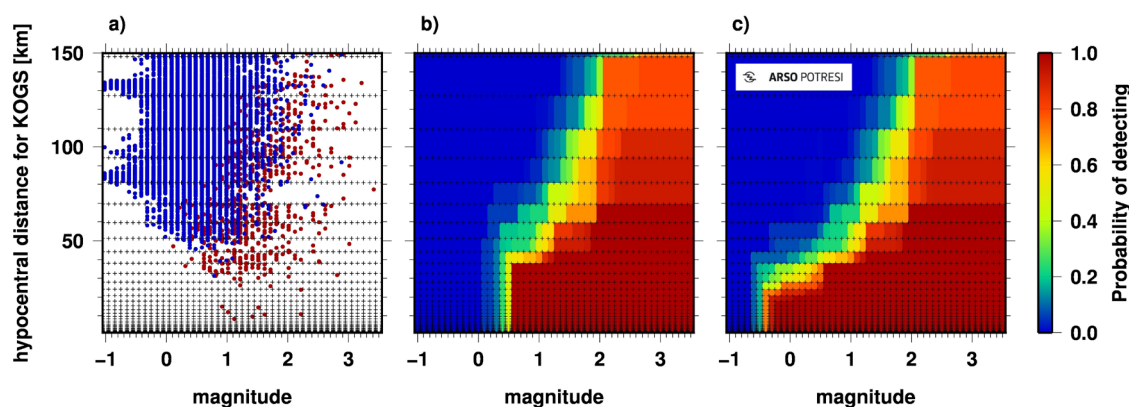 a) b) c)
hypocentral distance for KOGS [km]
150
100
50
−1 0 1 2 3
magnitude
−1 0 1 2 3
magnitude
ARSO POTRESI
−1 0 1 2 3
magnitude
1.0
0.8
0.6
0.4
0.2
0.0
Probability of detecting